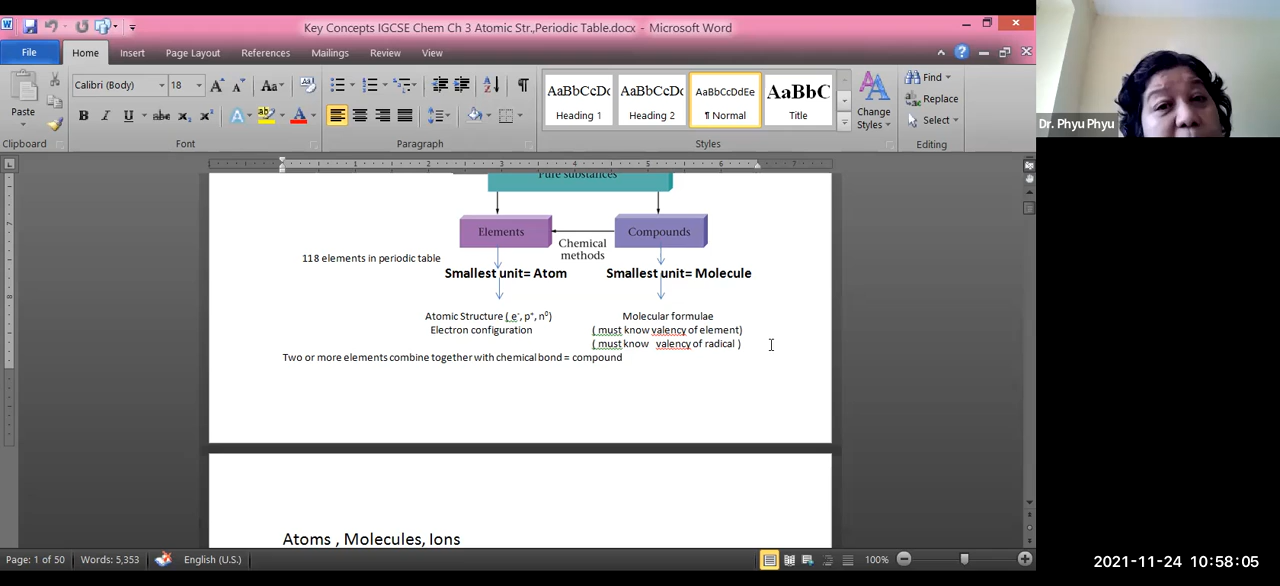 Key Concepts IGCSE Chem Ch 3 Atomic Str.,Periodic Table.docx - Microsoft Word
File Home Insert Page Layout References Mailings Review View
Calibri (Body) 18
Paste
AaBbCcDc AaBbCcDc AaBbCcDdEe AaBbC
Heading 1 Heading 2 ¶ Normal Title
Change Styles
Find
Replace
Select
Clipboard Font Paragraph Styles Editing
Dr. Phyu Phyu
Pure substances
Elements
Compounds
Chemical
methods
118 elements in periodic table
Smallest unit= Atom
Smallest unit= Molecule
Atomic Structure ( e-, p+, n0)
Electron configuration
Molecular formulae
( must know valency of element)
( must know valency of radical )
Two or more elements combine together with chemical bond = compound
Atoms , Molecules, Ions
Page: 1 of 50 Words: 5,353 English (U.S.) 100%
2021-11-24 10:58:05